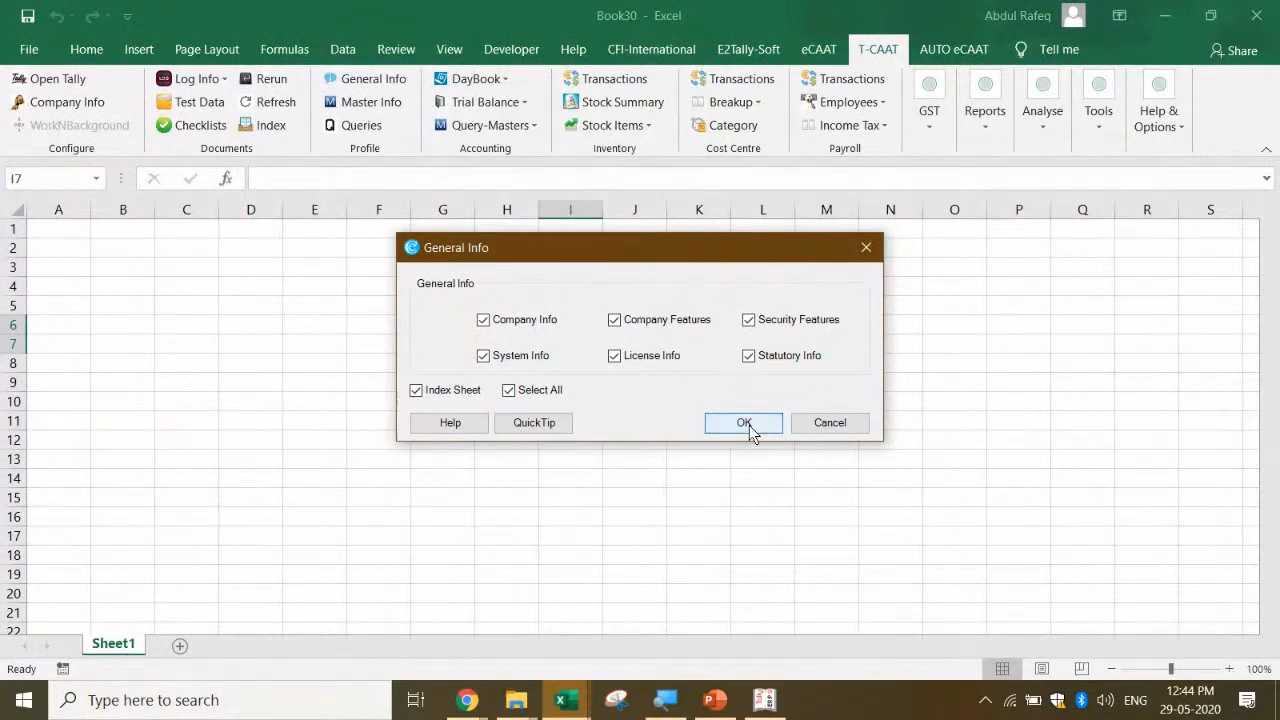 Book30 - Excel
Abdul Rafeq
File Home Insert Page Layout Formulas Data Review View Developer Help CFI-International E2Tally-Soft eCAAT T-CAAT AUTO eCAAT Tell me Share
Open Tally Log Info Rerun General Info DayBook Transactions Transactions Transactions
Company Info Test Data Refresh Master Info Trial Balance Stock Summary Breakup Employees GST Reports Analyse Tools Help & Options
WorkNBackground Checklists Index Queries Query-Masters Stock Items Category Income Tax
Configure Documents Profile Accounting Inventory Cost Centre Payroll
I7 fx
A B C D E F G H I J K L M N O P Q R S
1
2
3
4
5
6
7
8
9
10
11
12
13
14
15
16
17
18
19
20
21
22
General Info
General Info
Company Info Company Features Security Features
System Info License Info Statutory Info
Index Sheet Select All
Help QuickTip OK Cancel
Sheet1
Ready 100%
Type here to search
ENG
12:44 PM
29-05-2020